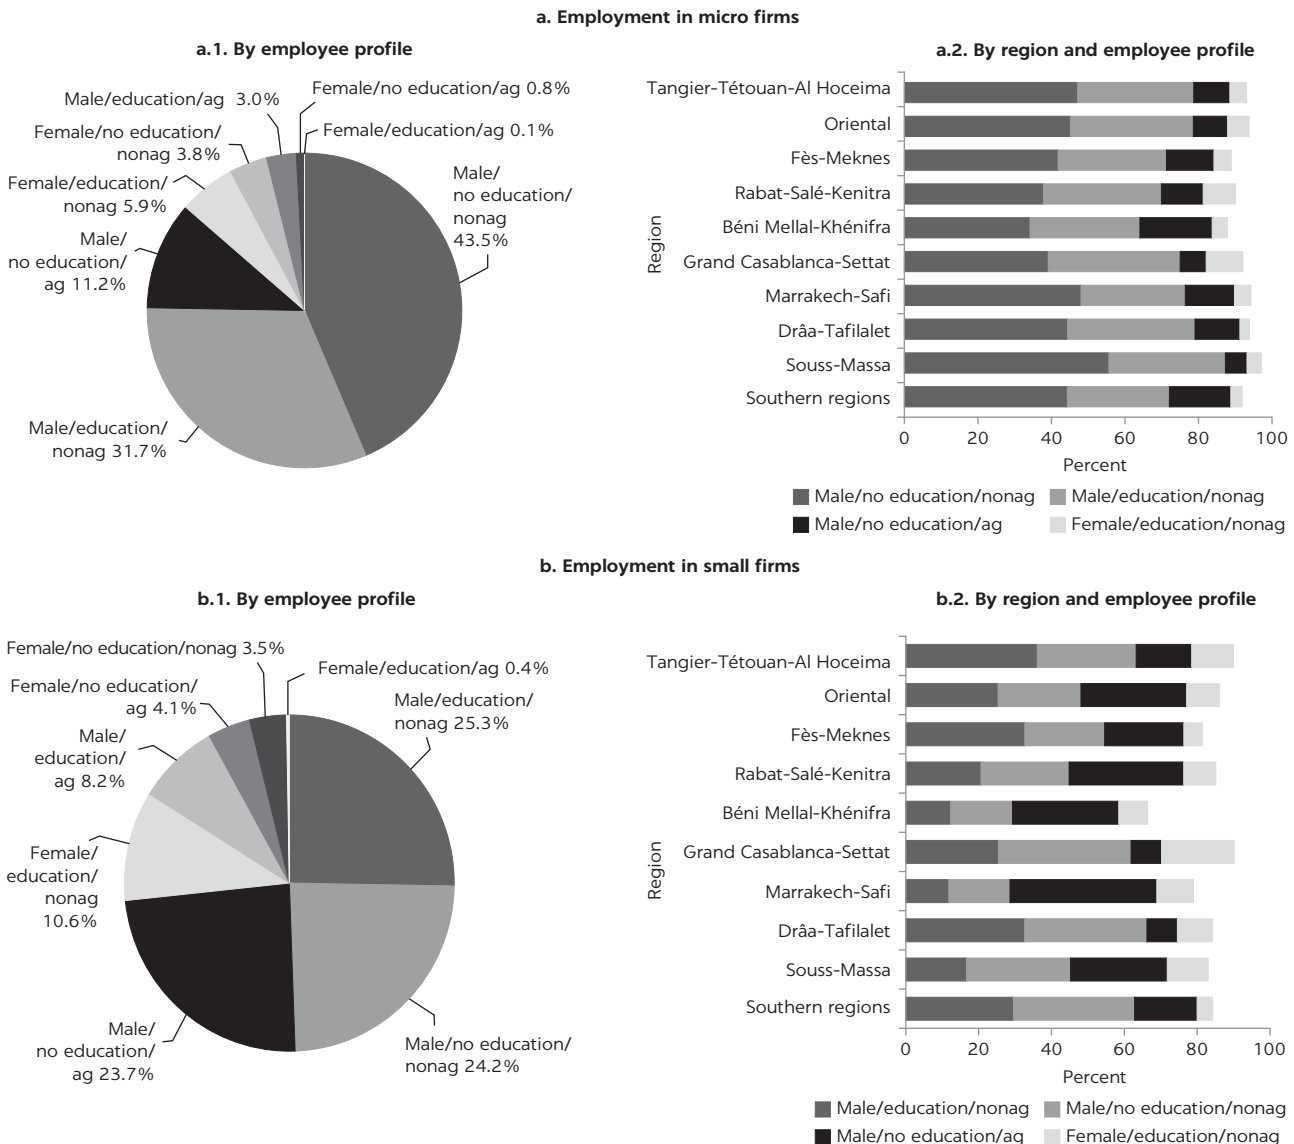 a. Employment in micro firms
a.1. By employee profile
Female/no education/ag 0.8%
Male/education/ag 3.0%
Female/education/ag 0.1%
Female/no education/
nonag 3.8%
Male/
no education/
nonag
43.5%
Female/education/
nonag 5.9%
Male/
no education/
ag 11.2%
Male/education/
nonag 31.7%
a.2. By region and employee profile
Region
Tangier-Tétouan-Al Hoceima
Oriental
Fès-Meknes
Rabat-Salé-Kenitra
Béni Mellal-Khénifra
Grand Casablanca-Settat
Marrakech-Safi
Drâa-Tafilalet
Souss-Massa
Southern regions
0 20 40 60 80 100
Percent
Male/no education/nonag Male/education/nonag
Male/no education/ag Female/education/nonag
b. Employment in small firms
b.1. By employee profile
Female/no education/nonag 3.5%
Female/education/ag 0.4%
Female/no education/
ag 4.1%
Male/education/
nonag 25.3%
Male/
education/
ag 8.2%
Female/
education/
nonag
10.6%
Male/
no education/
ag 23.7%
Male/no education/
nonag 24.2%
b.2. By region and employee profile
Region
Tangier-Tétouan-Al Hoceima
Oriental
Fès-Meknes
Rabat-Salé-Kenitra
Béni Mellal-Khénifra
Grand Casablanca-Settat
Marrakech-Safi
Drâa-Tafilalet
Souss-Massa
Southern regions
0 20 40 60 80 100
Percent
Male/education/nonag Male/no education/nonag
Male/no education/ag Female/education/nonag